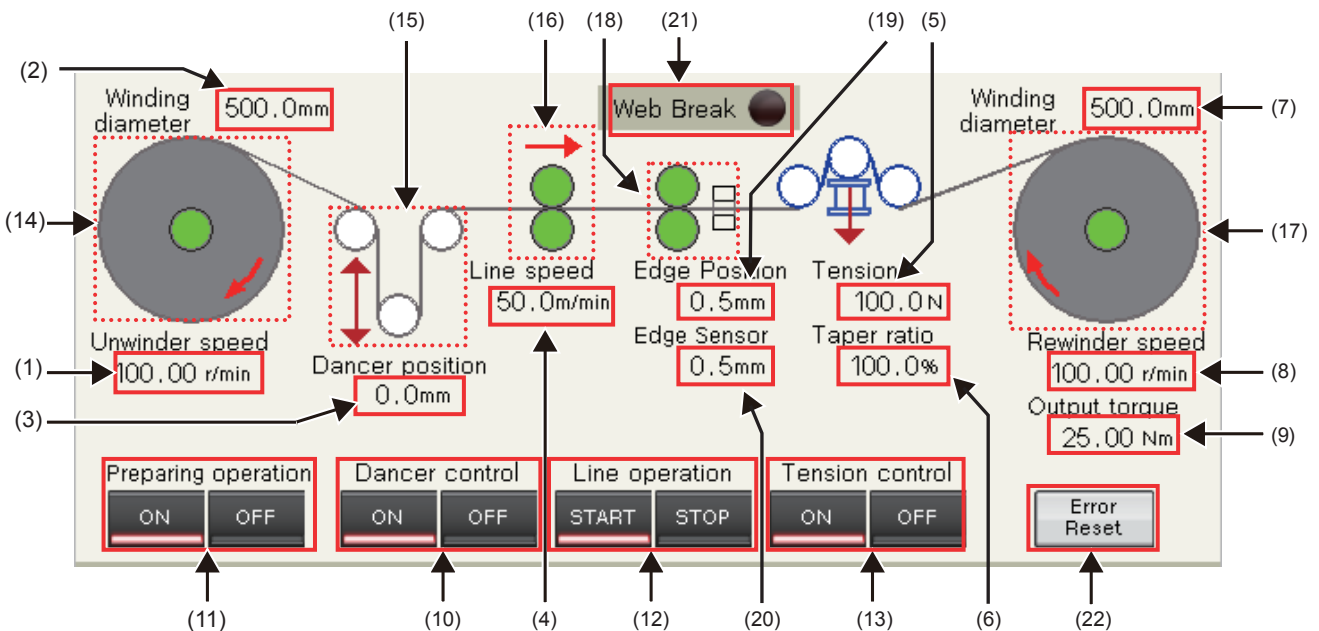 (15)
(16)
(18)
(21)
(19)
(5)
(2)
Winding
diameter
500.0mm
Web Break
Winding
diameter
500.0mm
(7)
(14)
(17)
Line speed
50.0m/min
Edge Position
0.5mm
Tension
100.0N
Unwinder speed
100.00 r/min
(1)
Dancer position
0.0mm
(3)
Edge Sensor
0.5mm
Taper ratio
100.0%
Rewinder speed
100.00 r/min
(8)
Output torque
25.00 Nm
(9)
Preparing operation
ON OFF
Dancer control
ON OFF
Line operation
START STOP
Tension control
ON OFF
Error
Reset
(11)
(10)
(4)
(12)
(20)
(13)
(6)
(22)